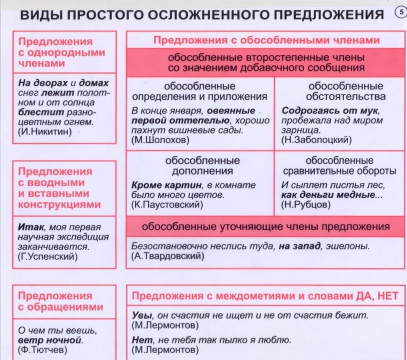 ВИДЫ ПРОСТОГО ОСЛОЖНЕННОГО ПРЕДЛОЖЕНИЯ
5
Предложения
с однородными
членами
На дворах и домах
снег лежит полот-
ном и от солнца
блестит разно-
цветным огнем.
(И.Никитин)
Предложения
с вводными
и вставными
конструкциями
Итак, моя первая
научная экспедиция
заканчивается.
(Г.Успенский)
Предложения
с обращениями
О чем ты воешь,
ветр ночной.
(Ф.Тютчев)
Предложения с обособленными членами
обособленные второстепенные члены
со значением добавочного сообщения
обособленные
определения и приложения
В конце января, овеянные
первой оттепелью, хорошо
пахнут вишневые сады.
(М.Шолохов)
обособленные
обстоятельства
Содрогаясь от мук,
пробежала над миром
зарница.
(Н.Заболоцкий)
обособленные
дополнения
Кроме картин, в комнате
было много цветов.
(К.Паустовский)
обособленные
сравнительные обороты
И сыплет листья лес,
как деньги медные...
(Н.Рубцов)
обособленные уточняющие члены предложения
Безостановочно неслись туда, на запад, эшелоны.
(А.Твардовский)
Предложения с междометиями и словами ДА, НЕТ
Увы, он счастия не ищет и не от счастия бежит.
(М.Лермонтов)
Нет, не тебя так пылко я люблю.
(М.Лермонтов)